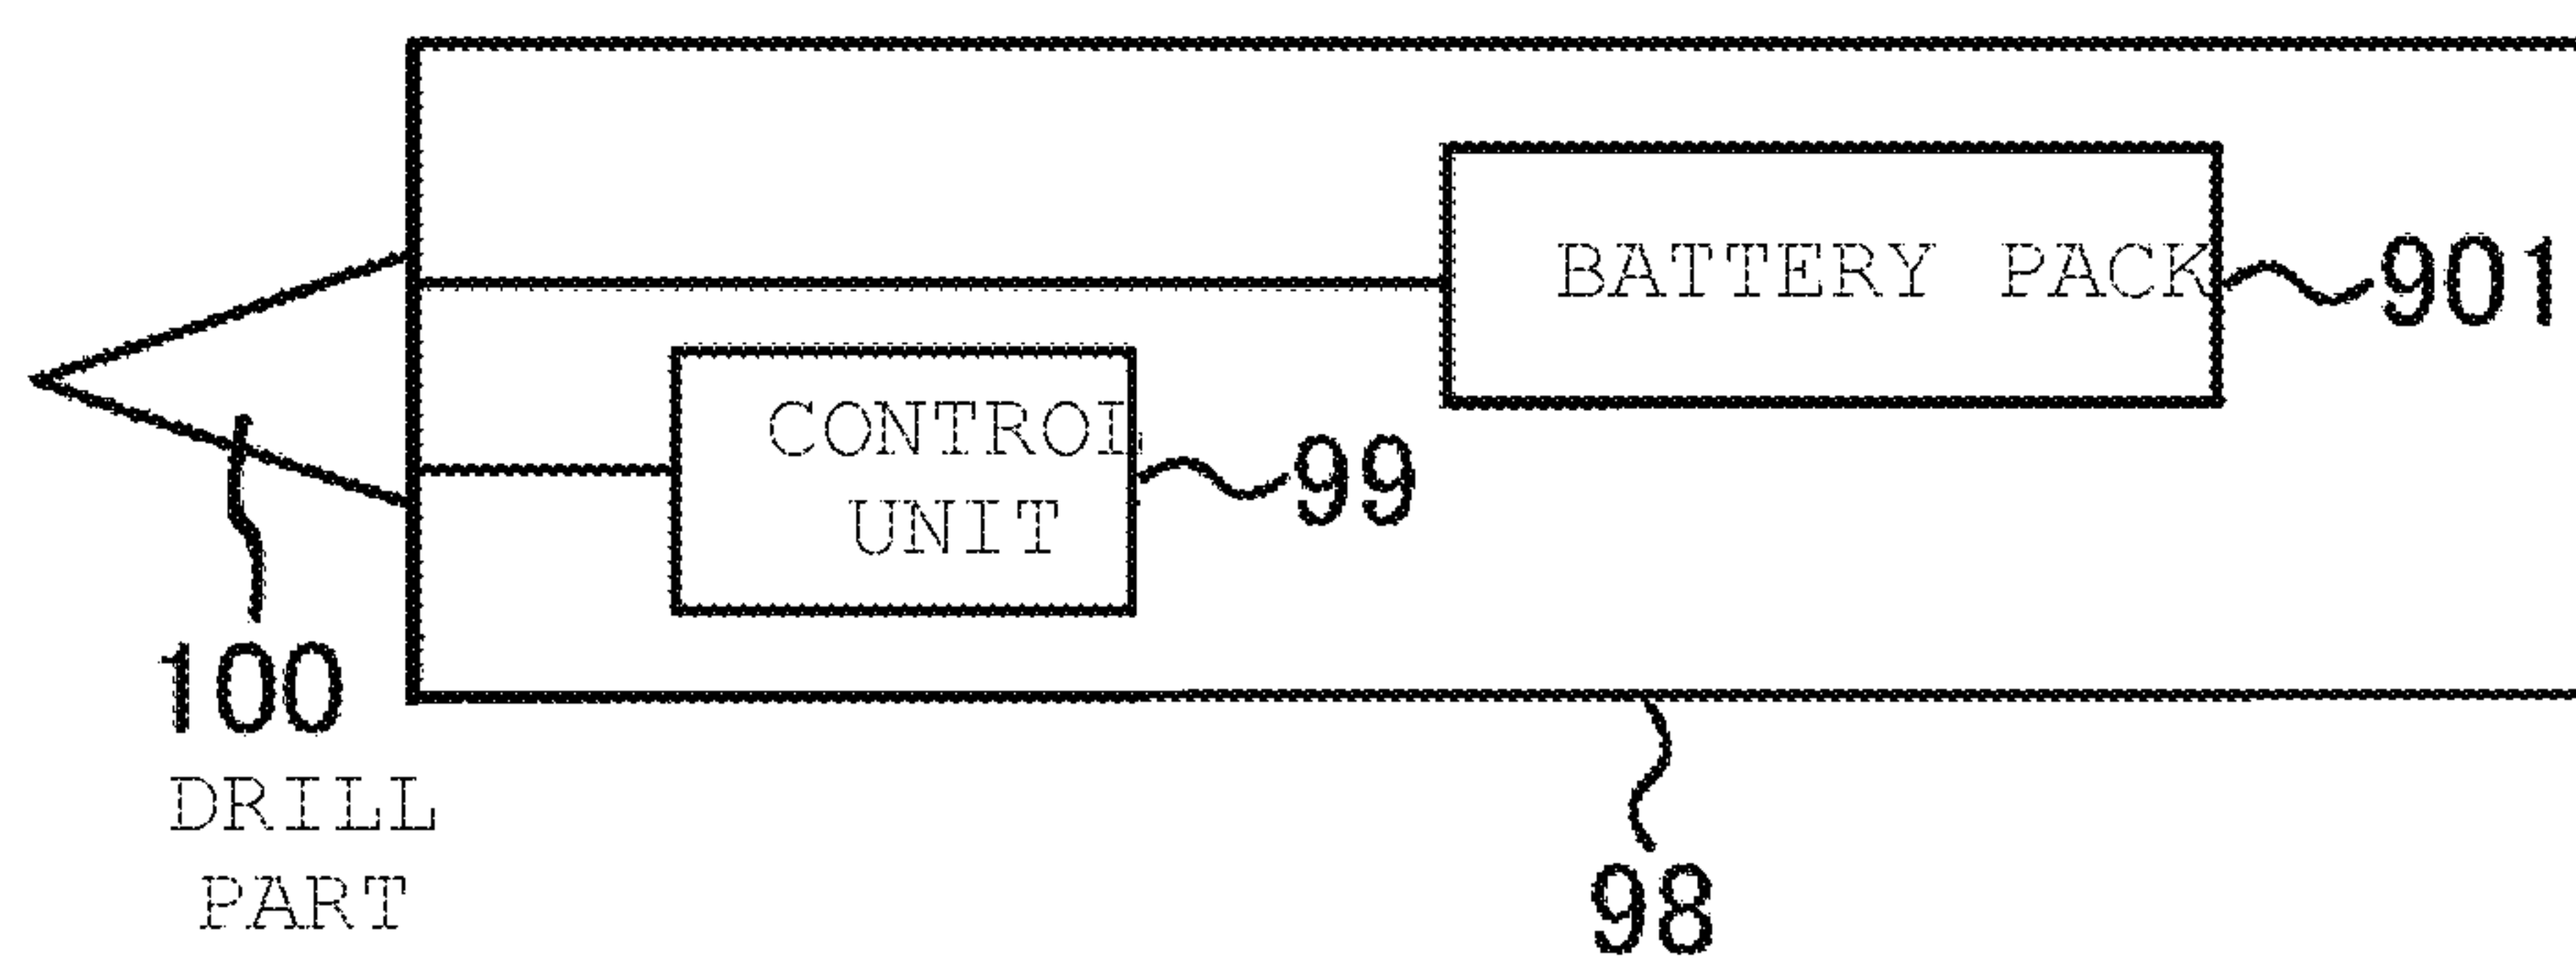 BATTERY PACK
901
CONTROL
UNIT
99
100
DRILL
PART
98